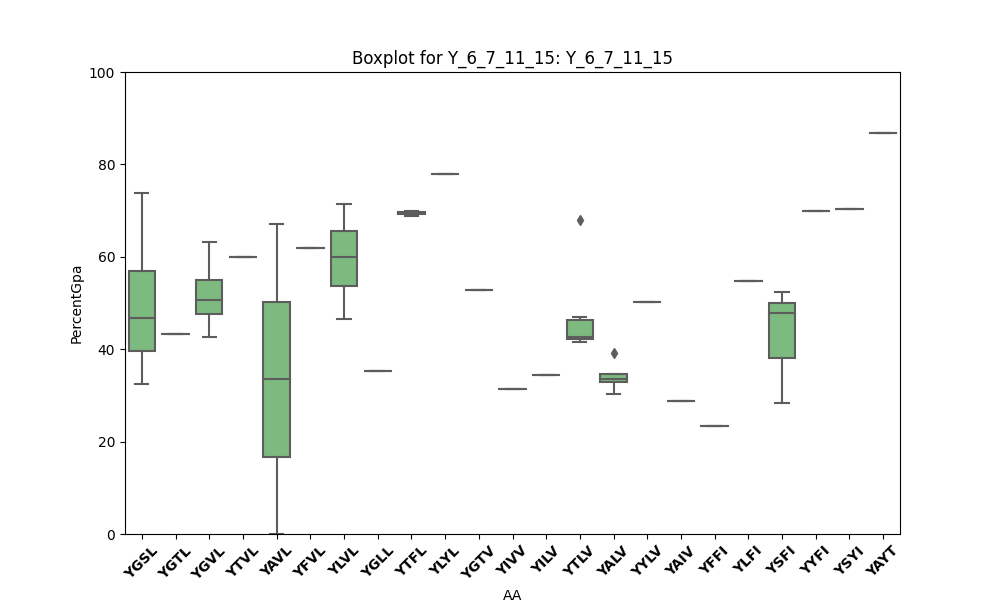 Boxplot for Y_6_7_11_15: Y_6_7_11_15
100
80
60
40
20
0
PercentGpa
YGSL YGTL YGVL YTVL YAVL YFVL YLVL YGLL YTFL YLYL YGTV YIVV YILV YTLV YALV YYLV YAIV YFFI YLFI YSFI YYFI YSYI YAYT
AA